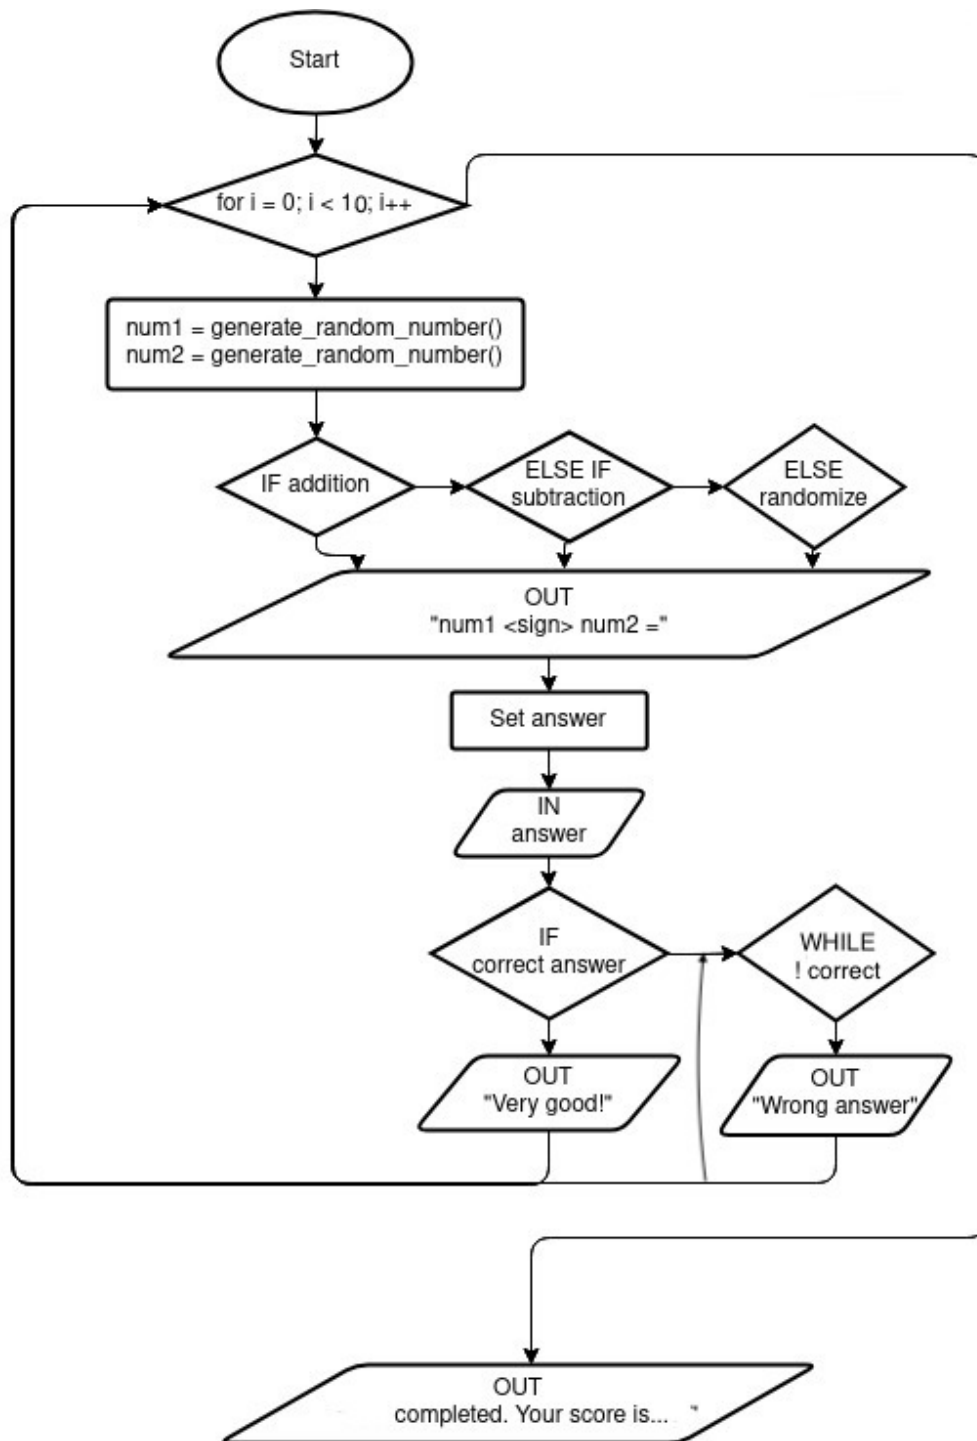 Start
for i = 0; i < 10; i++
num1 = generate_random_number()
num2 = generate_random_number()
IF addition
ELSE IF
subtraction
ELSE
randomize
OUT
"num1 <sign> num2 ="
Set answer
IN
answer
IF
correct answer
WHILE
! correct
OUT
"Very good!"
OUT
"Wrong answer"
OUT
completed. Your score is... "